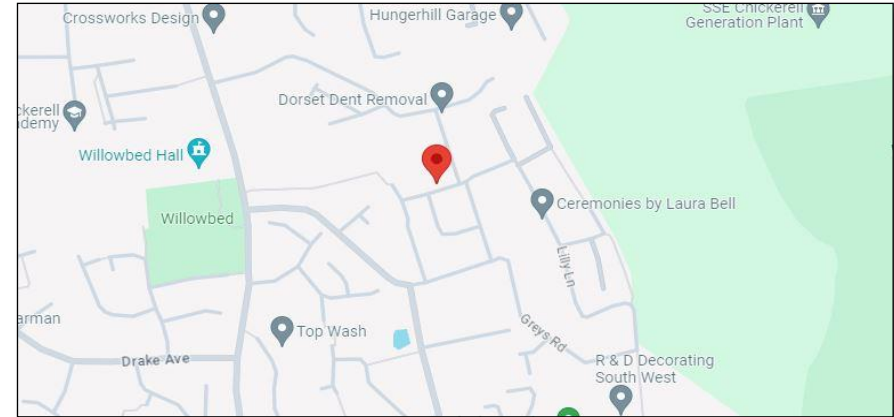 Crossworks Design
Hungerhill Garage
SSE Chickerell
Generation Plant
Dorset Dent Removal
ckerell
ademy
Willowbed Hall
Willowbed
Ceremonies by Laura Bell
Lilly Ln
arman
Top Wash
Greys Rd
Drake Ave
R & D Decorating
South West